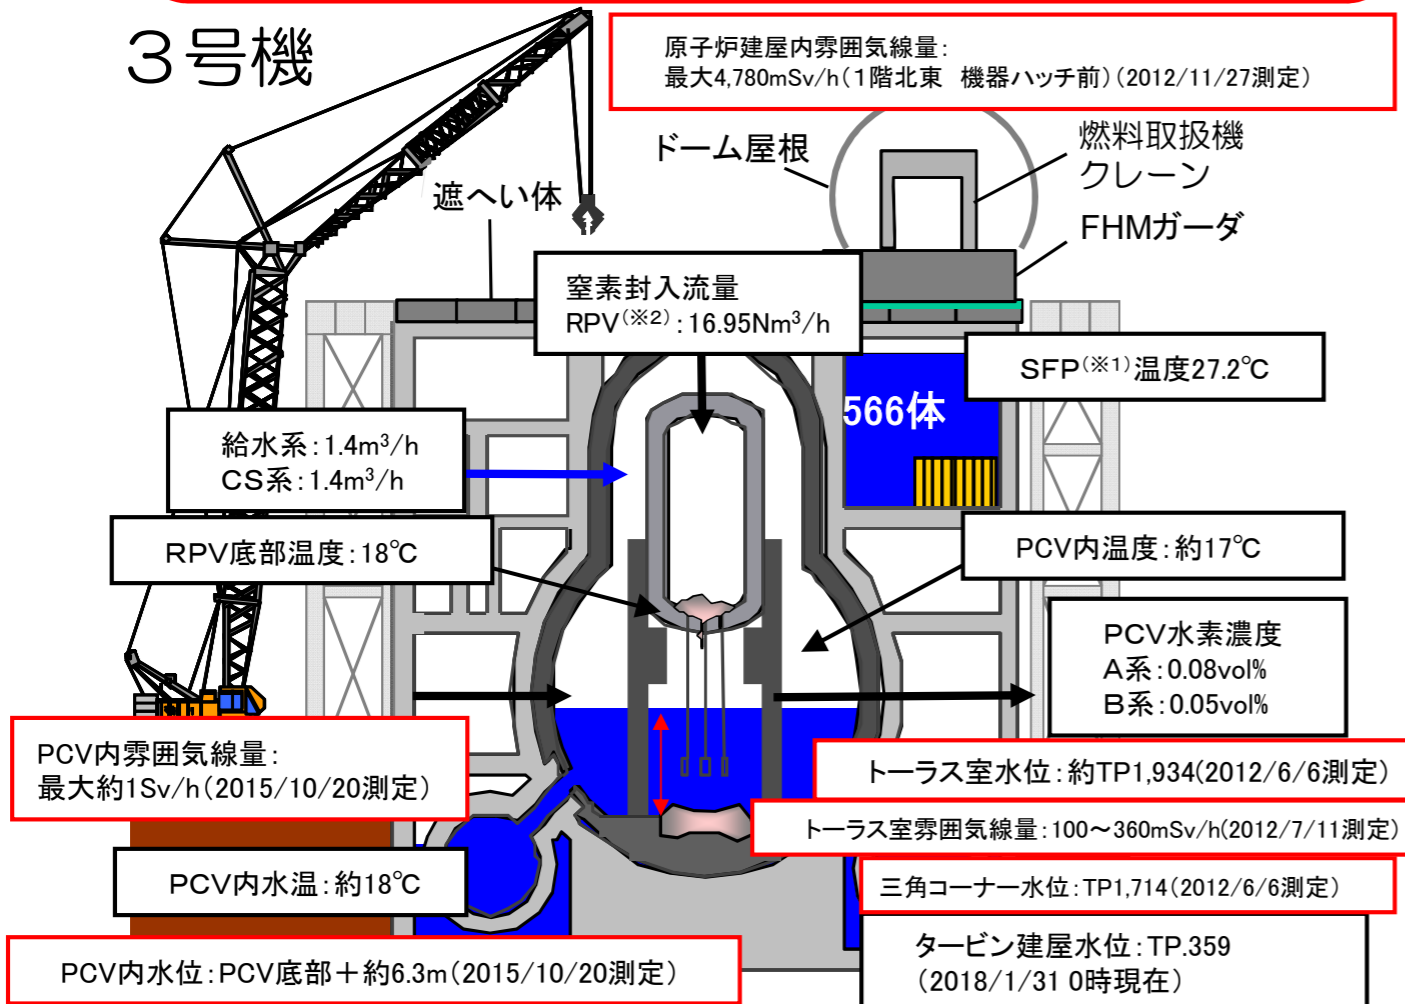 3号機
原子炉建屋内雰囲気線量:
最大4,780mSv/h(1階北東 機器ハッチ前)(2012/11/27測定)
ドーム屋根
燃料取扱機
クレーン
遮へい体
FHMガーダ
窒素封入流量
RPV(※2):16.95Nm³/h
SFP(※1)温度27.2℃
566体
給水系:1.4m³/h
CS系:1.4m³/h
RPV底部温度:18℃
PCV内温度:約17℃
PCV水素濃度
A系:0.08vol%
B系:0.05vol%
PCV内雰囲気線量:
最大約1Sv/h(2015/10/20測定)
トーラス室水位:約TP1,934(2012/6/6測定)
トーラス室雰囲気線量:100~360mSv/h(2012/7/11測定)
PCV内水温:約18℃
三角コーナー水位:TP1,714(2012/6/6測定)
PCV内水位:PCV底部+約6.3m(2015/10/20測定)
タービン建屋水位:TP.359
(2018/1/31 0時現在)